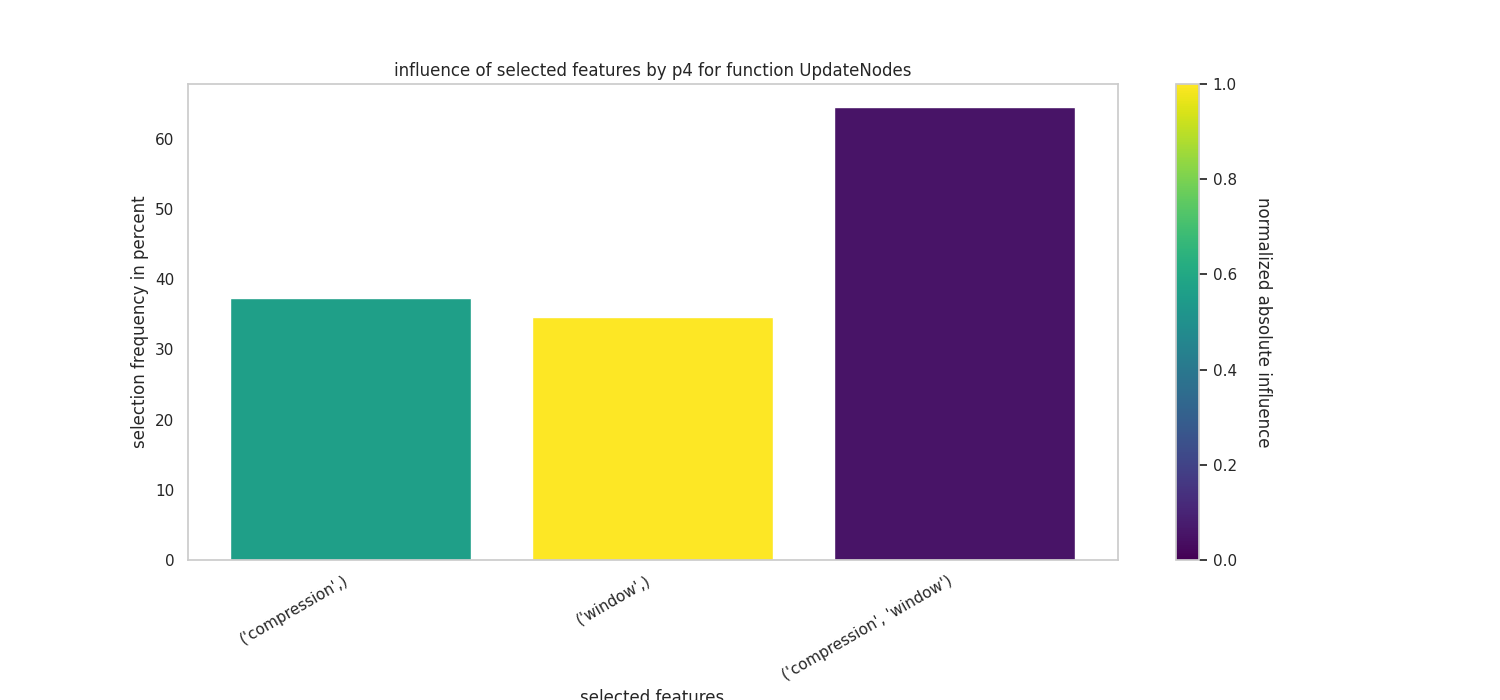 influence of selected features by p4 for function UpdateNodes
selection frequency in percent
60
50
40
30
20
10
0
('compression',)
('window',)
('compression', 'window')
selected features
1.0
0.8
0.6
0.4
0.2
0.0
normalized absolute influence